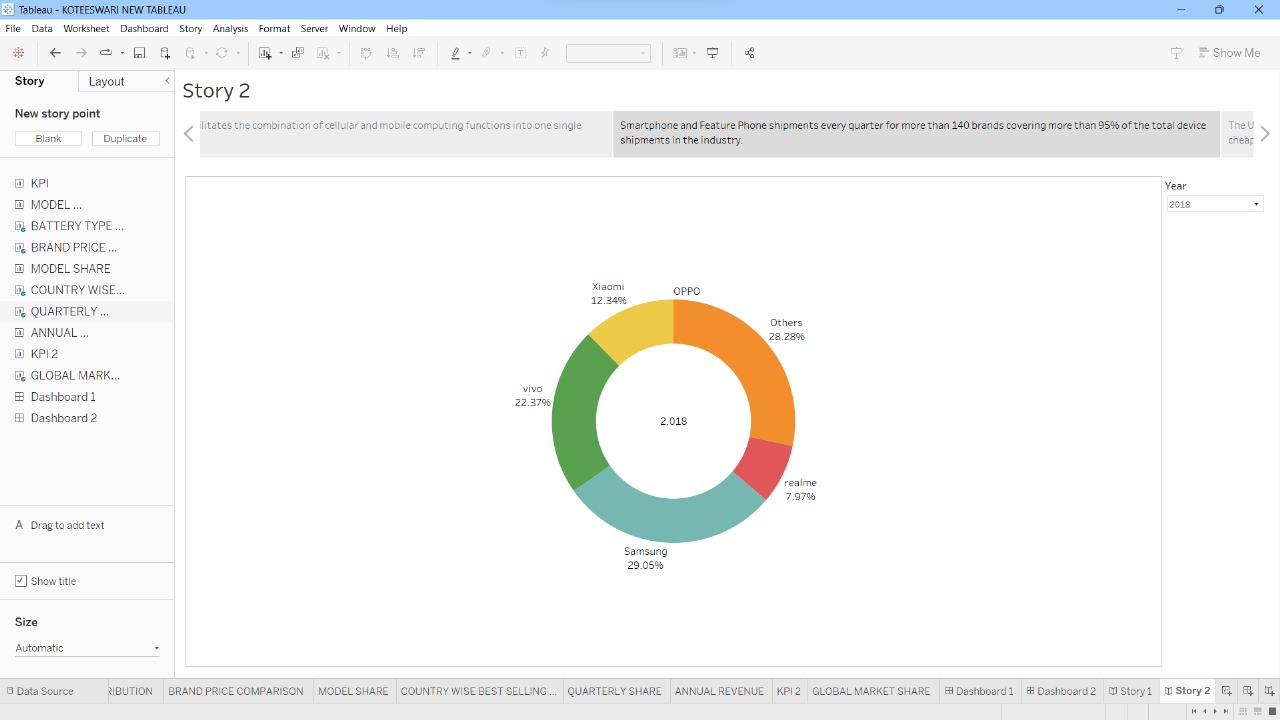 Tableau - KOTEESWARI NEW TABLEAU
File Data Worksheet Dashboard Story Analysis Format Server Window Help
Show Me
Story Layout
New story point
Blank Duplicate
KPI
MODEL ...
BATTERY TYPE ...
BRAND PRICE ...
MODEL SHARE
COUNTRY WISE...
QUARTERLY ...
ANNUAL ...
KPI 2
GLOBAL MARK...
Dashboard 1
Dashboard 2
A Drag to add text
Show title
Size
Automatic
Story 2
litates the combination of cellular and mobile computing functions into one single
Smartphone and Feature Phone shipments every quarter for more than 140 brands covering more than 95% of the total device
shipments in the industry.
The U
cheap
Year
2018
Xiaomi
12.34%
OPPO
Others
28.28%
vivo
22.37%
2,018
realme
7.97%
Samsung
29.05%
Data Source RIBUTION BRAND PRICE COMPARISON MODEL SHARE COUNTRY WISE BEST SELLING ... QUARTERLY SHARE ANNUAL REVENUE KPI 2 GLOBAL MARKET SHARE Dashboard 1 Dashboard 2 Story 1 Story 2